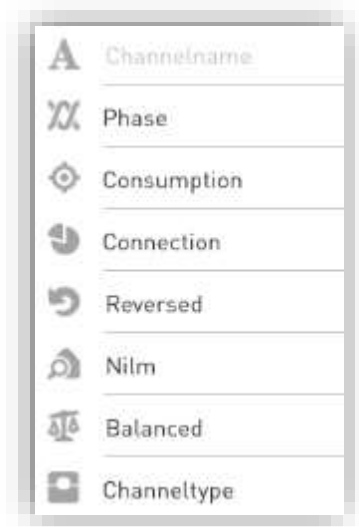 Channelname
Phase
Consumption
Connection
Reversed
Nilm
Balanced
Channeltype